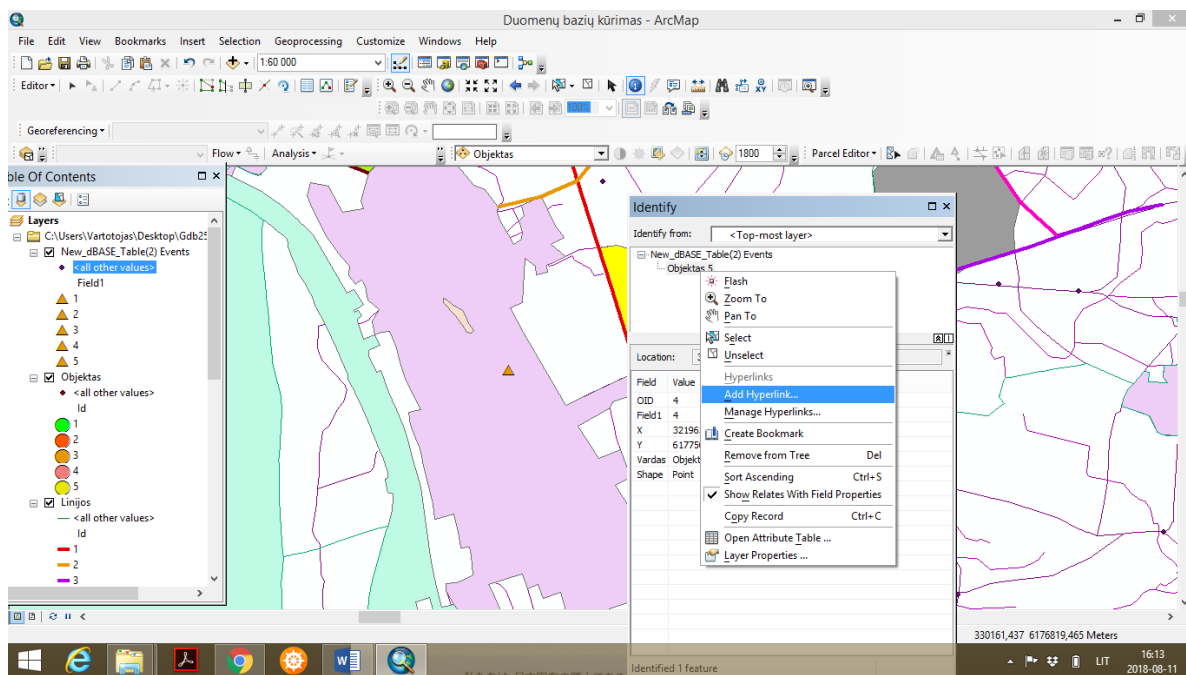 Duomenų bazių kūrimas - ArcMap
File Edit View Bookmarks Insert Selection Geoprocessing Customize Windows Help
1:60 000
Editor
100%
Georeferencing
Flow Analysis Objektas 1800 Parcel Editor
ble Of Contents
Layers
C:\Users\Vartotojas\Desktop\Gdb25
New_dBASE_Table(2) Events
<all other values>
Field1
1
2
3
4
5
Objektas
<all other values>
Id
1
2
3
4
5
Linijos
<all other values>
Id
1
2
3
Identify
Identify from: <Top-most layer>
New_dBASE_Table(2) Events
Objektas 5
Location: 3
Field Value
OID 4
Field1 4
X 32196
Y 617750
Vardas Objekt
Shape Point
Identified 1 feature
Flash
Zoom To
Pan To
Select
Unselect
Hyperlinks
Add Hyperlink...
Manage Hyperlinks...
Create Bookmark
Remove from Tree Del
Sort Ascending Ctrl+S
Show Relates With Field Properties
Copy Record Ctrl+C
Open Attribute Table ...
Layer Properties ...
330161,437 6176819,465 Meters
LIT
16:13
2018-08-11